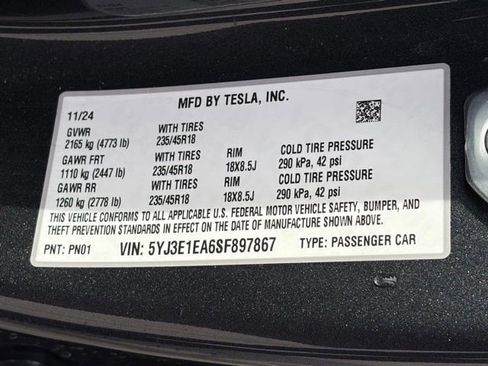 MFD BY TESLA, INC.
11/24
GVWR WITH TIRES
2165 kg (4773 lb) 235/45R18
GAWR FRT WITH TIRES RIM COLD TIRE PRESSURE
1110 kg (2447 lb) 235/45R18 18X8.5J 290 kPa, 42 psi
GAWR RR WITH TIRES RIM COLD TIRE PRESSURE
1260 kg (2778 lb) 235/45R18 18X8.5J 290 kPa, 42 psi
THIS VEHICLE CONFORMS TO ALL APPLICABLE U.S. FEDERAL MOTOR VEHICLE SAFETY, BUMPER, AND
THEFT PREVENTION STANDARDS IN EFFECT ON THE DATE OF MANUFACTURE SHOWN ABOVE.
PNT: PN01 VIN: 5YJ3E1EA6SF897867 TYPE: PASSENGER CAR